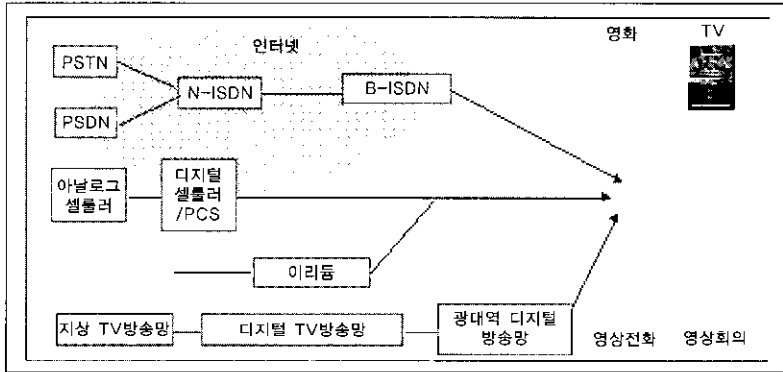 인터넷
영화
TV
PSTN
N-ISDN
B-ISDN
PSDN
아날로그
셀룰러
디지털
셀룰러
/PCS
이리듐
지상 TV방송망
디지털 TV방송망
광대역 디지털
방송망
영상전화
영상회의